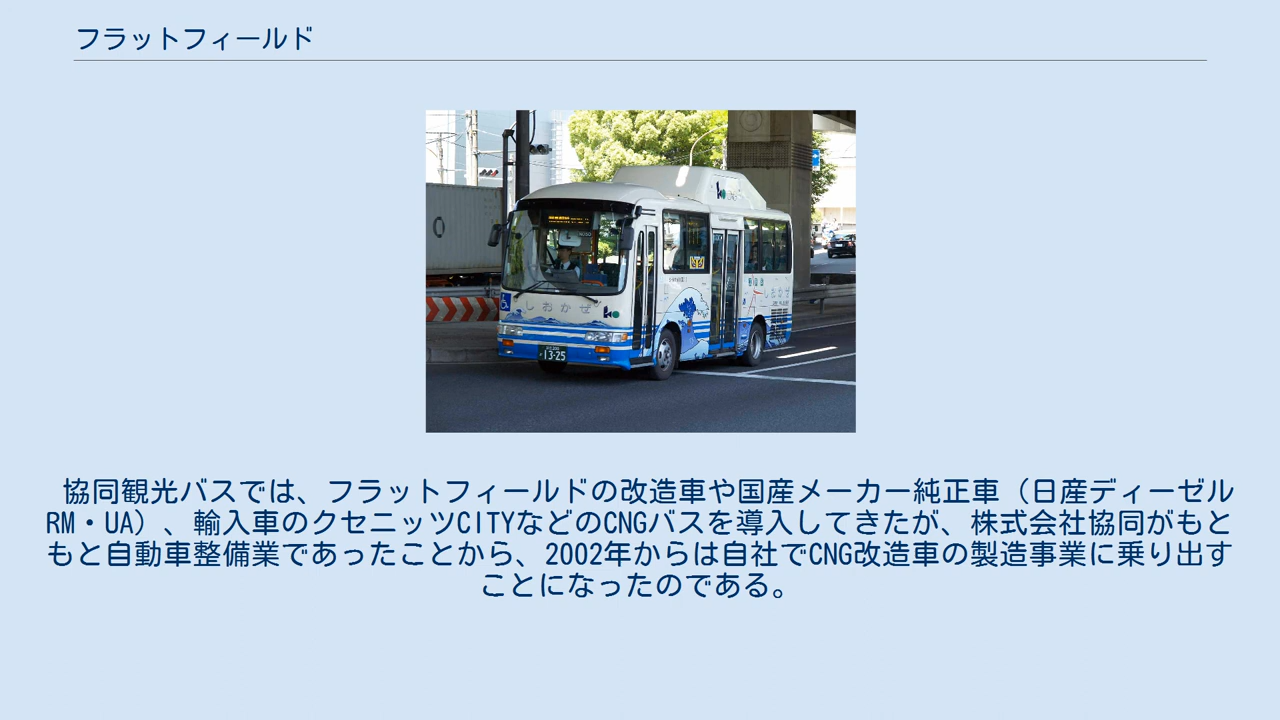 フラットフィールド
しおかぜ
13-25
協同観光バスでは、フラットフィールドの改造車や国産メーカー純正車（日産ディーゼル
RM・UA）、輸入車のクセニッツCITYなどのCNGバスを導入してきたが、株式会社協同がもと
もと自動車整備業であったことから、2002年からは自社でCNG改造車の製造事業に乗り出す
ことになったのである。